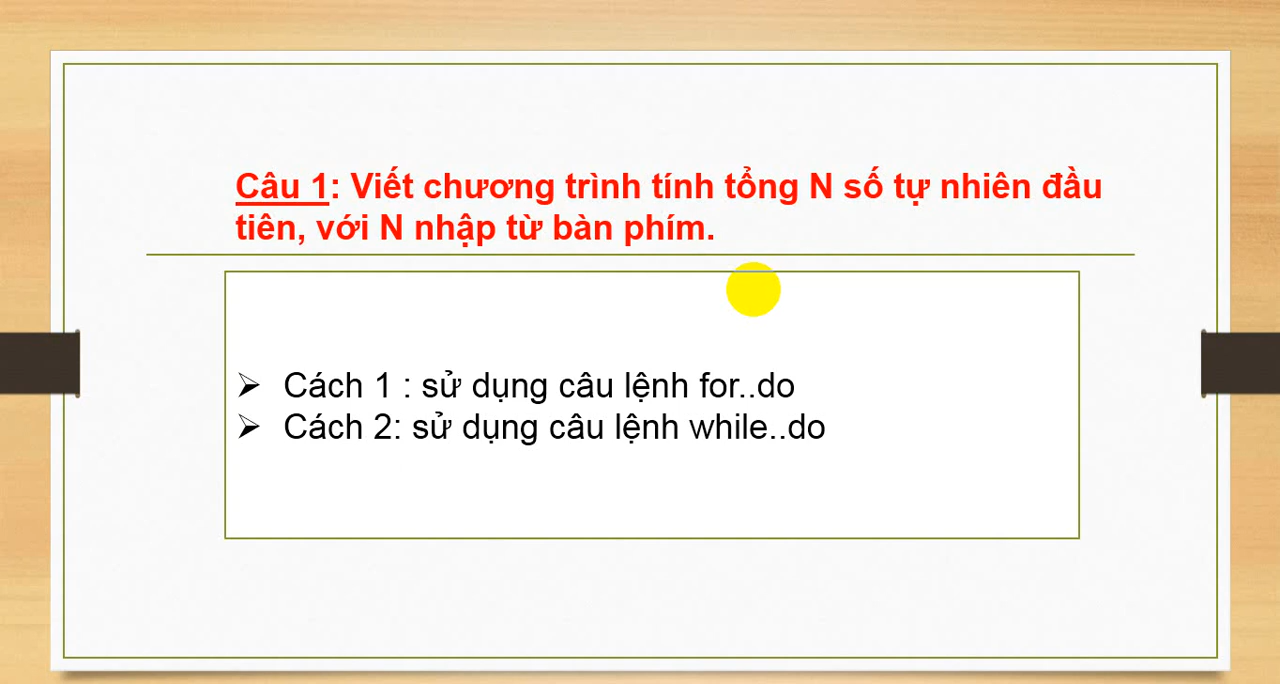 Câu 1: Viết chương trình tính tổng N số tự nhiên đầu
tiên, với N nhập từ bàn phím.
➢ Cách 1 : sử dụng câu lệnh for..do
➢ Cách 2: sử dụng câu lệnh while..do